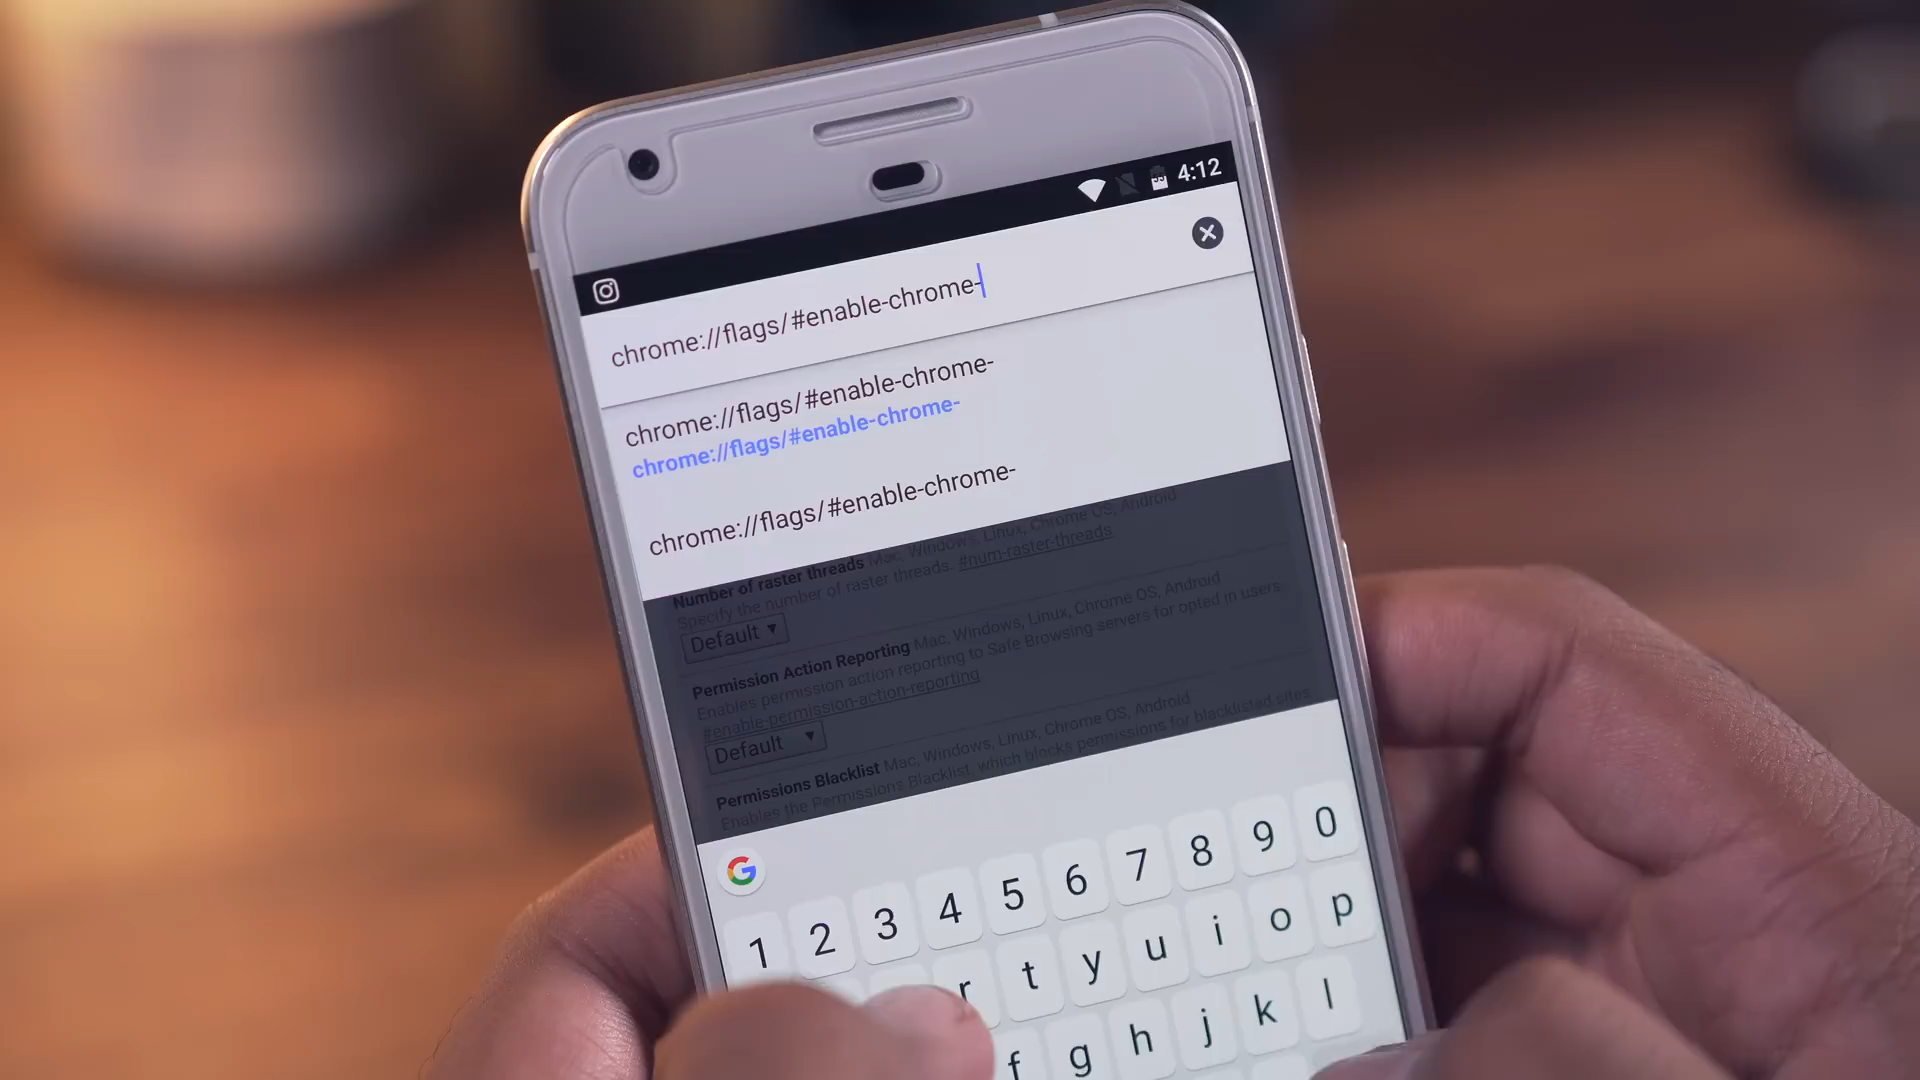 4:12
chrome://flags/#enable-chrome-
chrome://flags/#enable-chrome-
chrome://flags/#enable-chrome-
chrome://flags/#enable-chrome-
Mac, Windows, Linux, Chrome OS, Android
Number of raster threads
Specify the number of raster threads. #num-raster-threads
Default ▼
Permission Action Reporting Mac, Windows, Linux, Chrome OS, Android
Enables permission action reporting to Safe Browsing servers for opted in users.
#enable-permission-action-reporting
Default ▼
Permissions Blacklist Mac, Windows, Linux, Chrome OS, Android
Enables the Permissions Blacklist, which blocks permissions for blacklisted sites
G
1 2 3 4 5 6 7 8 9 0
r t y u i o p
f g h j k l